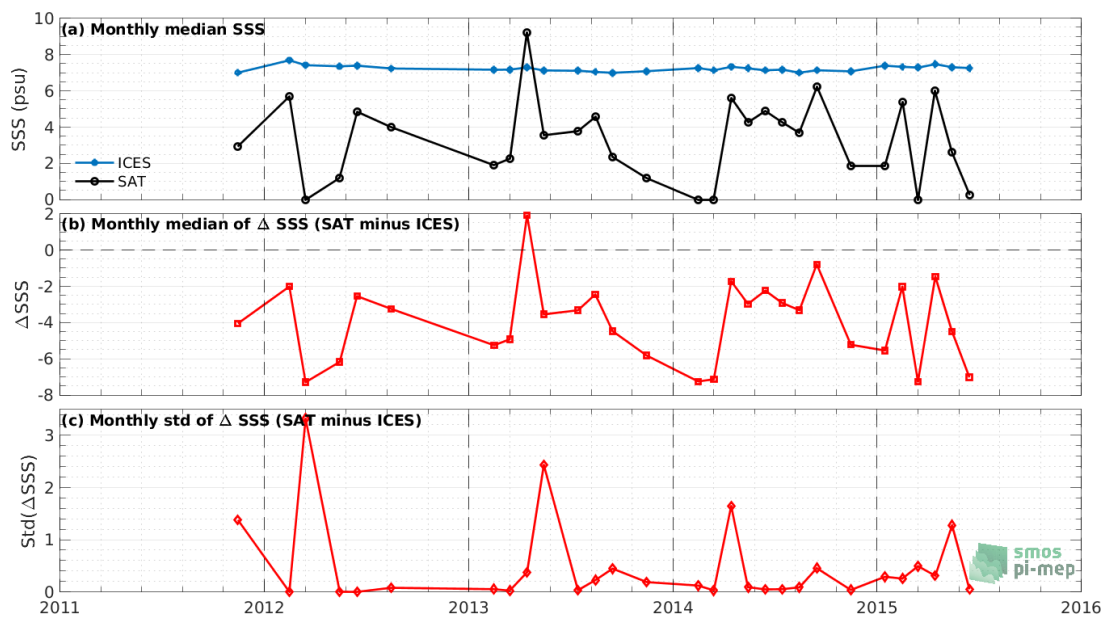 (a) Monthly median SSS
10
8
6
4
2
0
SSS (psu)
ICES
SAT
(b) Monthly median of Δ SSS (SAT minus ICES)
2
0
-2
-4
-6
-8
ΔSSS
(c) Monthly std of Δ SSS (SAT minus ICES)
3
2
1
0
Std(ΔSSS)
smos
pi-mep
2011 2012 2013 2014 2015 2016